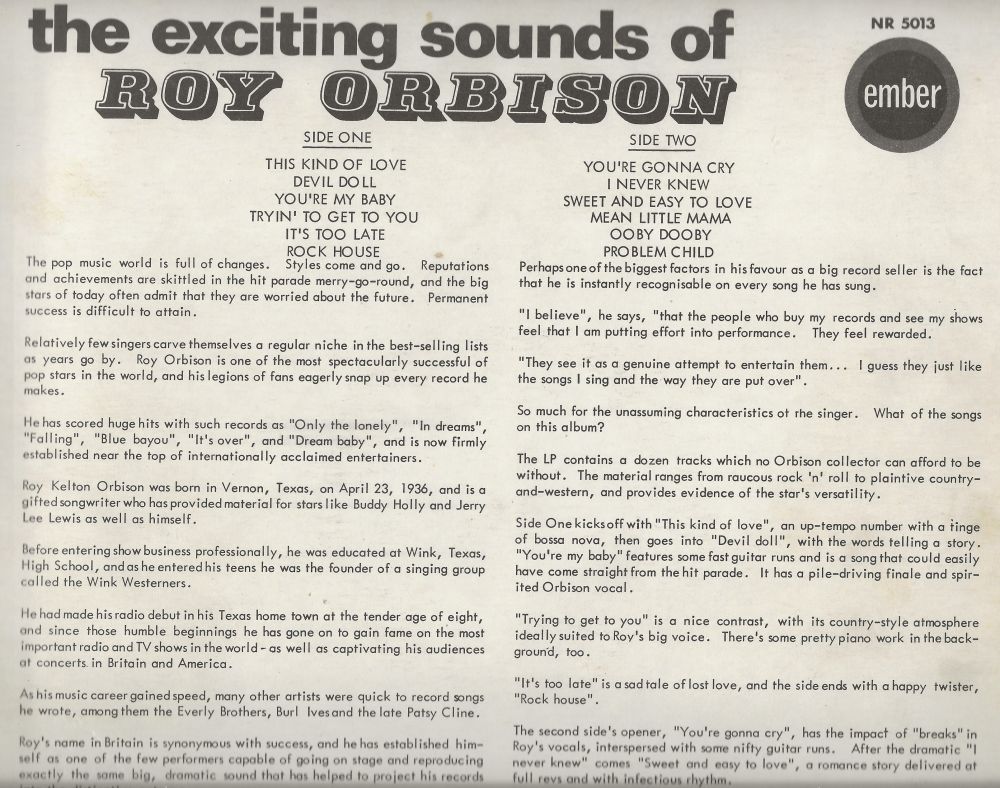 the exciting sounds of
ROY ORBISON
NR 5013
ember
SIDE ONE
THIS KIND OF LOVE
DEVIL DOLL
YOU'RE MY BABY
TRYIN' TO GET TO YOU
IT'S TOO LATE
ROCK HOUSE
SIDE TWO
YOU'RE GONNA CRY
I NEVER KNEW
SWEET AND EASY TO LOVE
MEAN LITTLE MAMA
OOBY DOOBY
PROBLEM CHILD
The pop music world is full of changes. Styles come and go. Reputations
and achievements are skittled in the hit parade merry-go-round, and the big
stars of today often admit that they are worried about the future. Permanent
success is difficult to attain.
Relatively few singers carve themselves a regular niche in the best-selling lists
as years go by. Roy Orbison is one of the most spectacularly successful of
pop stars in the world, and his legions of fans eagerly snap up every record he
makes.
He has scored huge hits with such records as "Only the lonely", "In dreams",
"Falling", "Blue bayou", "It's over", and "Dream baby", and is now firmly
established near the top of internationally acclaimed entertainers.
Roy Kelton Orbison was born in Vernon, Texas, on April 23, 1936, and is a
gifted songwriter who has provided material for stars like Buddy Holly and Jerry
Lee Lewis as well as himself.
Before entering show business professionally, he was educated at Wink, Texas,
High School, and as he entered his teens he was the founder of a singing group
called the Wink Westerners.
He had made his radio debut in his Texas home town at the tender age of eight,
and since those humble beginnings he has gone on to gain fame on the most
important radio and TV shows in the world - as well as captivating his audiences
at concerts in Britain and America.
As his music career gained speed, many other artists were quick to record songs
he wrote, among them the Everly Brothers, Burl Ives and the late Patsy Cline.
Roy's name in Britain is synonymous with success, and he has established him-
self as one of the few performers capable of going on stage and reproducing
exactly the same big, dramatic sound that has helped to project his records
Perhaps one of the biggest factors in his favour as a big record seller is the fact
that he is instantly recognisable on every song he has sung.
"I believe", he says, "that the people who buy my records and see my shows
feel that I am putting effort into performance. They feel rewarded.
"They see it as a genuine attempt to entertain them... I guess they just like
the songs I sing and the way they are put over".
So much for the unassuming characteristics ot rhe singer. What of the songs
on this album?
The LP contains a dozen tracks which no Orbison collector can afford to be
without. The material ranges from raucous rock 'n' roll to plaintive country-
and-western, and provides evidence of the star's versatility.
Side One kicks off with "This kind of love", an up-tempo number with a tinge
of bossa nova, then goes into "Devil doll", with the words telling a story.
"You're my baby" features some fast guitar runs and is a song that could easily
have come straight from the hit parade. It has a pile-driving finale and spir-
ited Orbison vocal.
"Trying to get to you" is a nice contrast, with its country-style atmosphere
ideally suited to Roy's big voice. There's some pretty piano work in the back-
ground, too.
"It's too late" is a sad tale of lost love, and the side ends with a happy twister,
"Rock house".
The second side's opener, "You're gonna cry", has the impact of "breaks" in
Roy's vocals, interspersed with some nifty guitar runs. After the dramatic "I
never knew" comes "Sweet and easy to love", a romance story delivered at
full revs and with infectious rhythm.